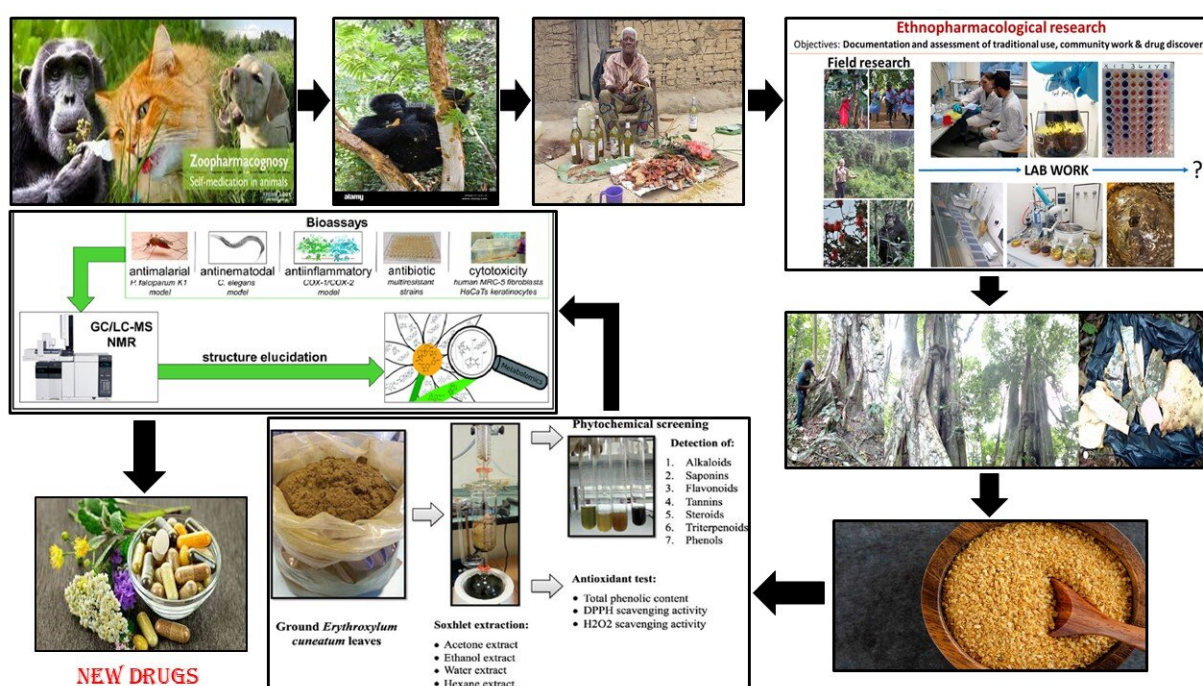 Zoopharmacognosy
Self-medication in animals
alamy
alamy
Ethnopharmacological research
Objectives: Documentation and assessment of traditional use, community work & drug discover
Field research
LAB WORK
?
Bioassays
antimalarial
P. falciparum K1
model
antinematodal
C. elegans
model
antiinflammatory
COX-1/COX-2
model
antibiotic
multiresistant
strains
cytotoxicity
human MRC-5 fibroblasts
HaCaTs keratinocytes
GC/LC-MS
NMR
structure elucidation
Metabolomics
Ground Erythroxylum
cuneatum leaves
Soxhlet extraction:
• Acetone extract
• Ethanol extract
• Water extract
• Hexane extract
Phytochemical screening
Detection of:
1. Alkaloids
2. Saponins
3. Flavonoids
4. Tannins
5. Steroids
6. Triterpenoids
7. Phenols
Antioxidant test:
• Total phenolic content
• DPPH scavenging activity
• H2O2 scavenging activity
NEW DRUGS